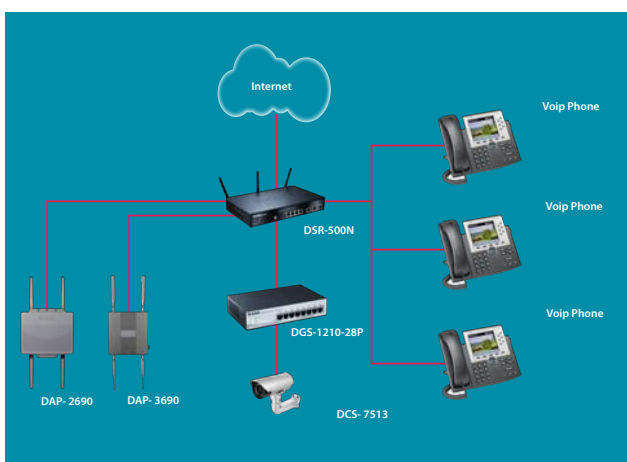 Internet
Voip Phone
Voip Phone
DSR-500N
Voip Phone
DGS-1210-28P
DAP- 2690
DAP- 3690
DCS- 7513